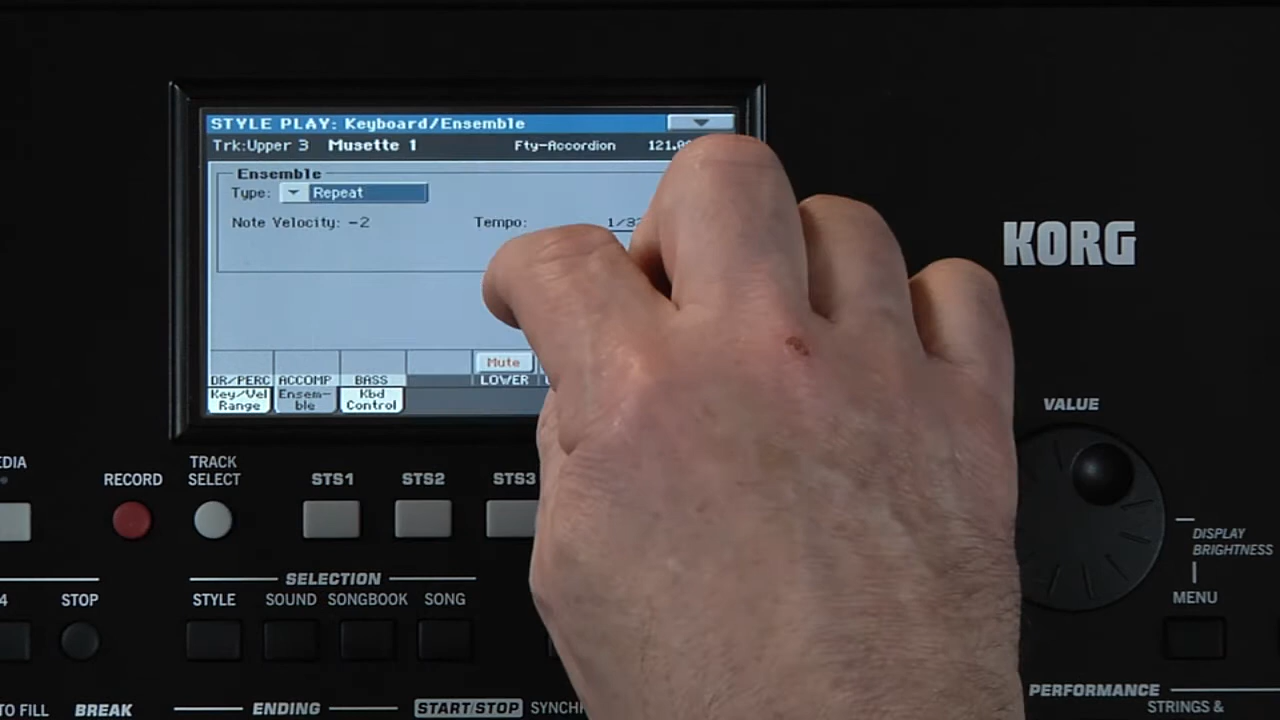 STYLE PLAY: Keyboard/Ensemble
Trk:Upper 3 Musette 1 Fty-Accordion
Ensemble
Type: Repeat
Note Velocity: -2 Tempo:
Mute
DR/PERC ACCOMP BASS LOWER
Key/Vel Range
Ensem-ble
Kbd Control
KORG
VALUE
RECORD
TRACK SELECT
STS1 STS2 STS3
DISPLAY BRIGHTNESS
MENU
SELECTION
STOP
STYLE SOUND SONGBOOK SONG
PERFORMANCE
STRINGS &
TO FILL BREAK ENDING START/STOP